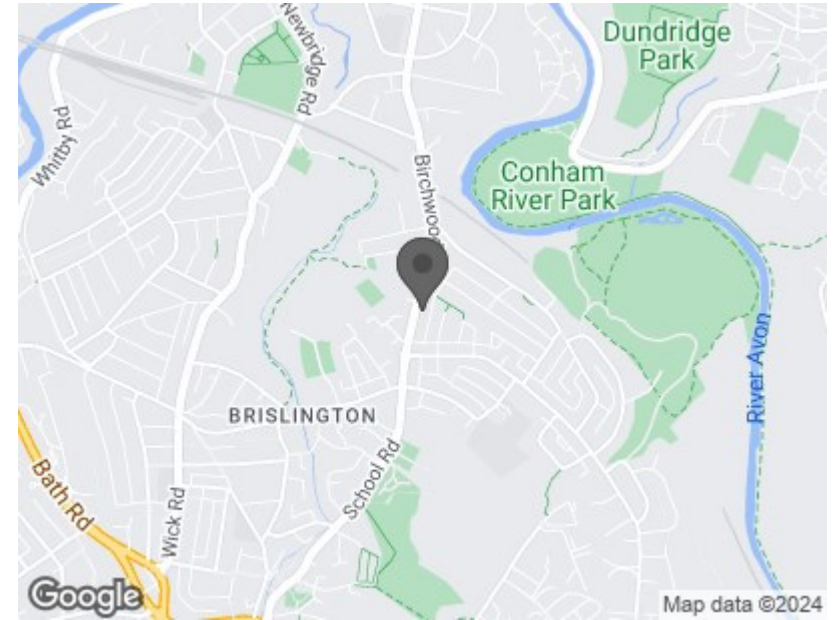 Dundridge
Park
Newbridge Rd
Whitby Rd
Birchwood
Conham
River Park
River Avon
BRISLINGTON
School Rd
Bath Rd
Wick Rd
Google
Map data ©2024